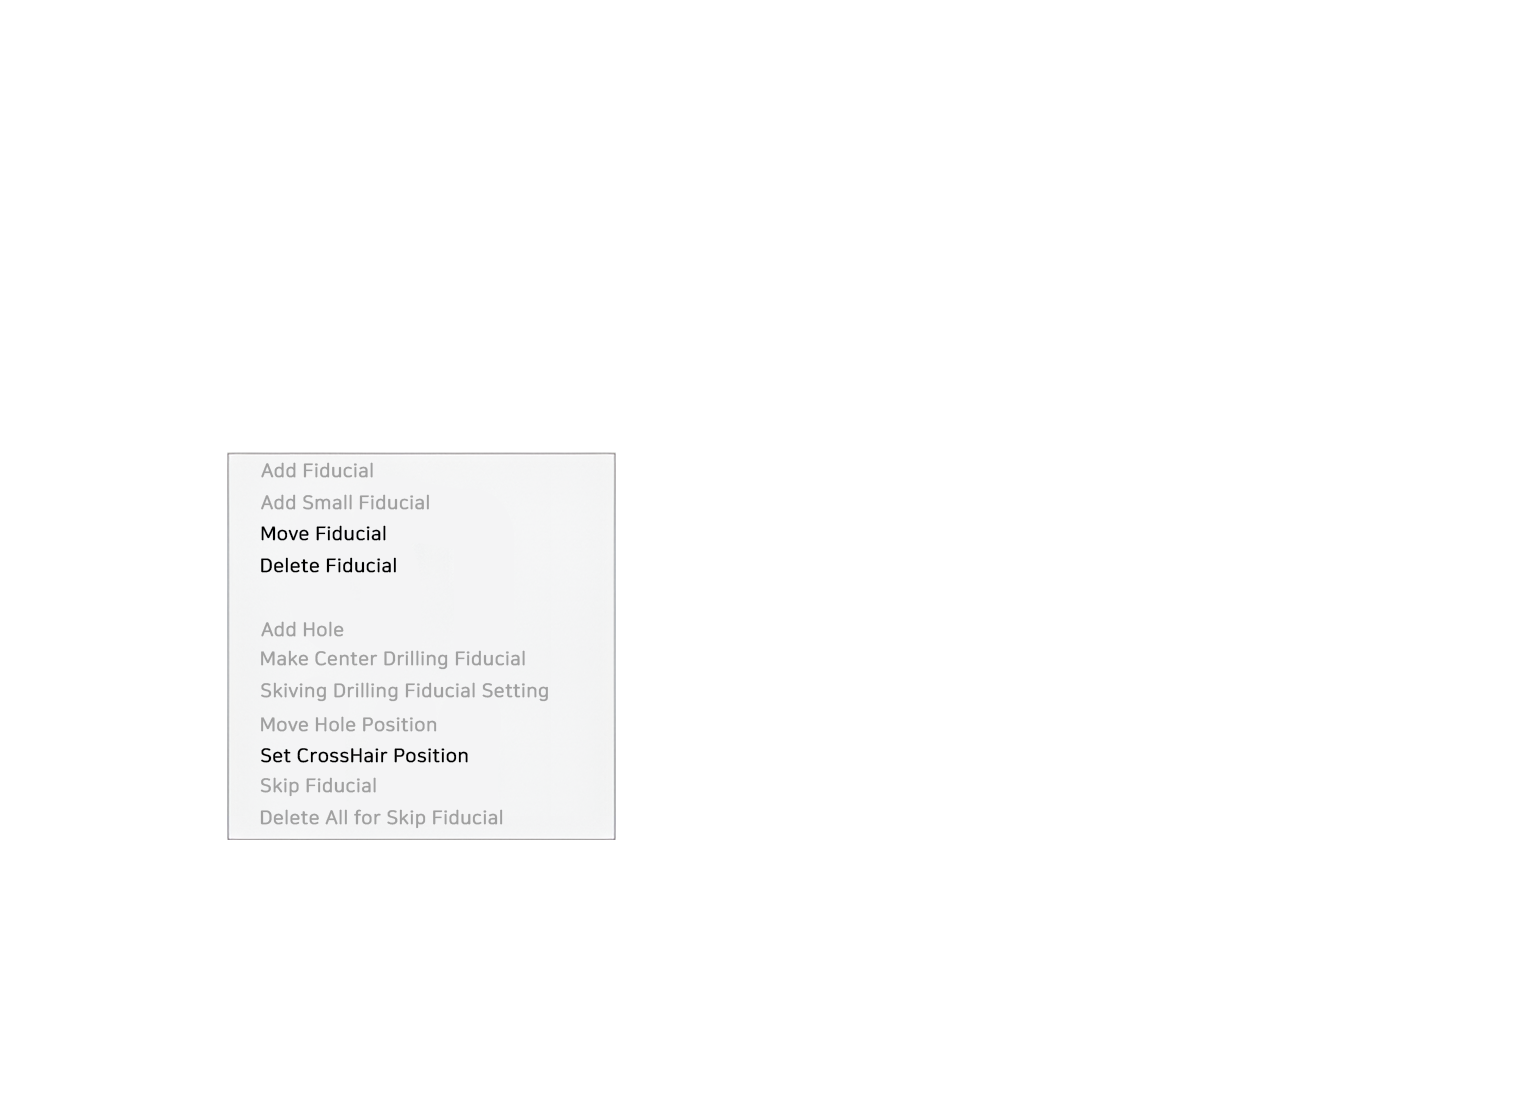 Add Fiducial
Add Small Fiducial
Move Fiducial
Delete Fiducial
Add Hole
Make Center Drilling Fiducial
Skiving Drilling Fiducial Setting
Move Hole Position
Set CrossHair Position
Skip Fiducial
Delete All for Skip Fiducial